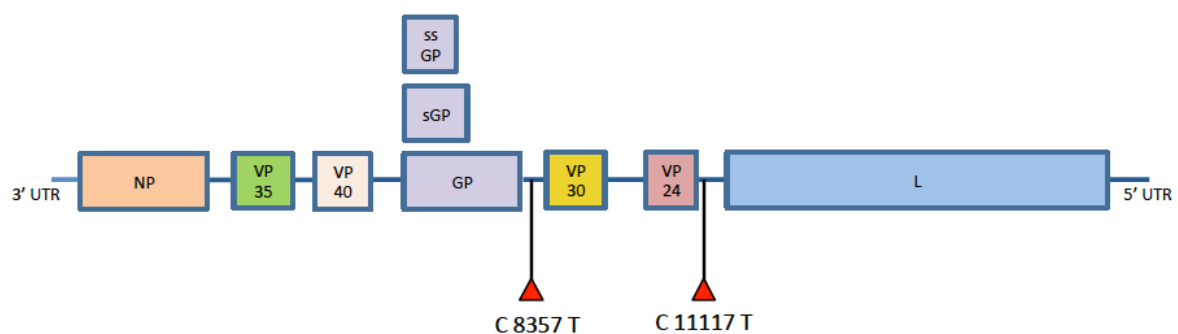 ss
GP
sGP
3' UTR
NP
VP
35
VP
40
GP
VP
30
VP
24
L
5' UTR
C 8357 T
C 11117 T